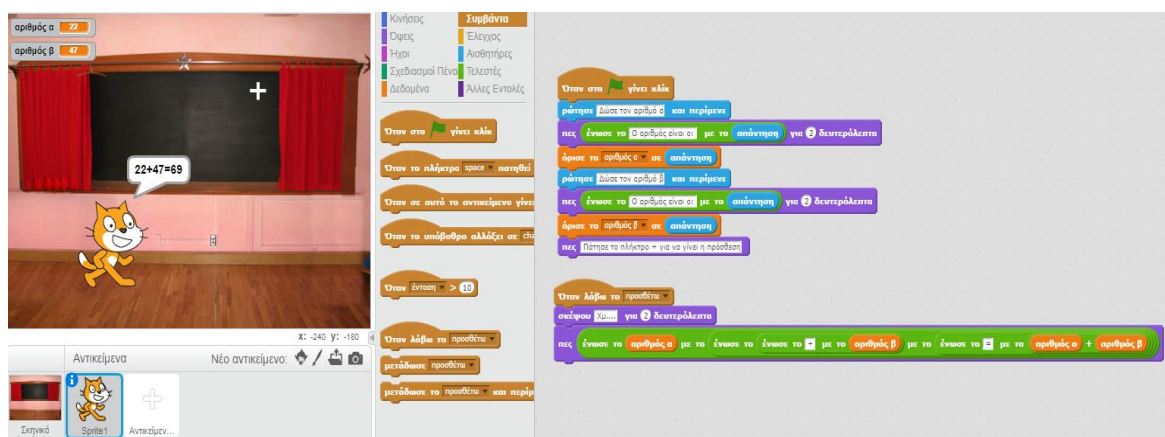 αριθμός α 22
αριθμός β 47
+
22+47=69
X: -240 y: -180
Αντικείμενα Νέο αντικείμενο:
Σκηνικό
Sprite1
Αντικείμεν...
Κινήσεις Συμβάντα
Όψεις Έλεγχος
Ήχοι Αισθητήρες
Σχεδιασμοί Πένα Τελεστές
Δεδομένα Άλλες Εντολές
Όταν στο γίνει κλικ
Όταν το πλήκτρο space πατηθεί
Όταν σε αυτό το αντικείμενο γίνει
Όταν το υπόβαθρο αλλάξει σε
Όταν ένταση > 10
Όταν λάβω το προσθέτω
μετάδωσε προσθέτω
μετάδωσε το προσθέτω και περίμ
Όταν στο γίνει κλικ
ρώτησε Δώσε τον αριθμό α και περίμενε
πες ένωσε το Ο αριθμός είναι ο: με το απάντηση για 2 δευτερόλεπτα
όρισε το αριθμός α σε απάντηση
ρώτησε Δώσε τον αριθμό β και περίμενε
πες ένωσε το Ο αριθμός είναι ο: με το απάντηση για 2 δευτερόλεπτα
όρισε το αριθμός β σε απάντηση
πες Πάτησε το πλήκτρο + για να γίνει η πρόσθεση
Όταν λάβω το προσθέτω
σκέψου Χμ.... για 2 δευτερόλεπτα
πες ένωσε το αριθμός α με το ένωσε το ένωσε το + με το αριθμός β με το ένωσε το = με το αριθμός α + αριθμός β